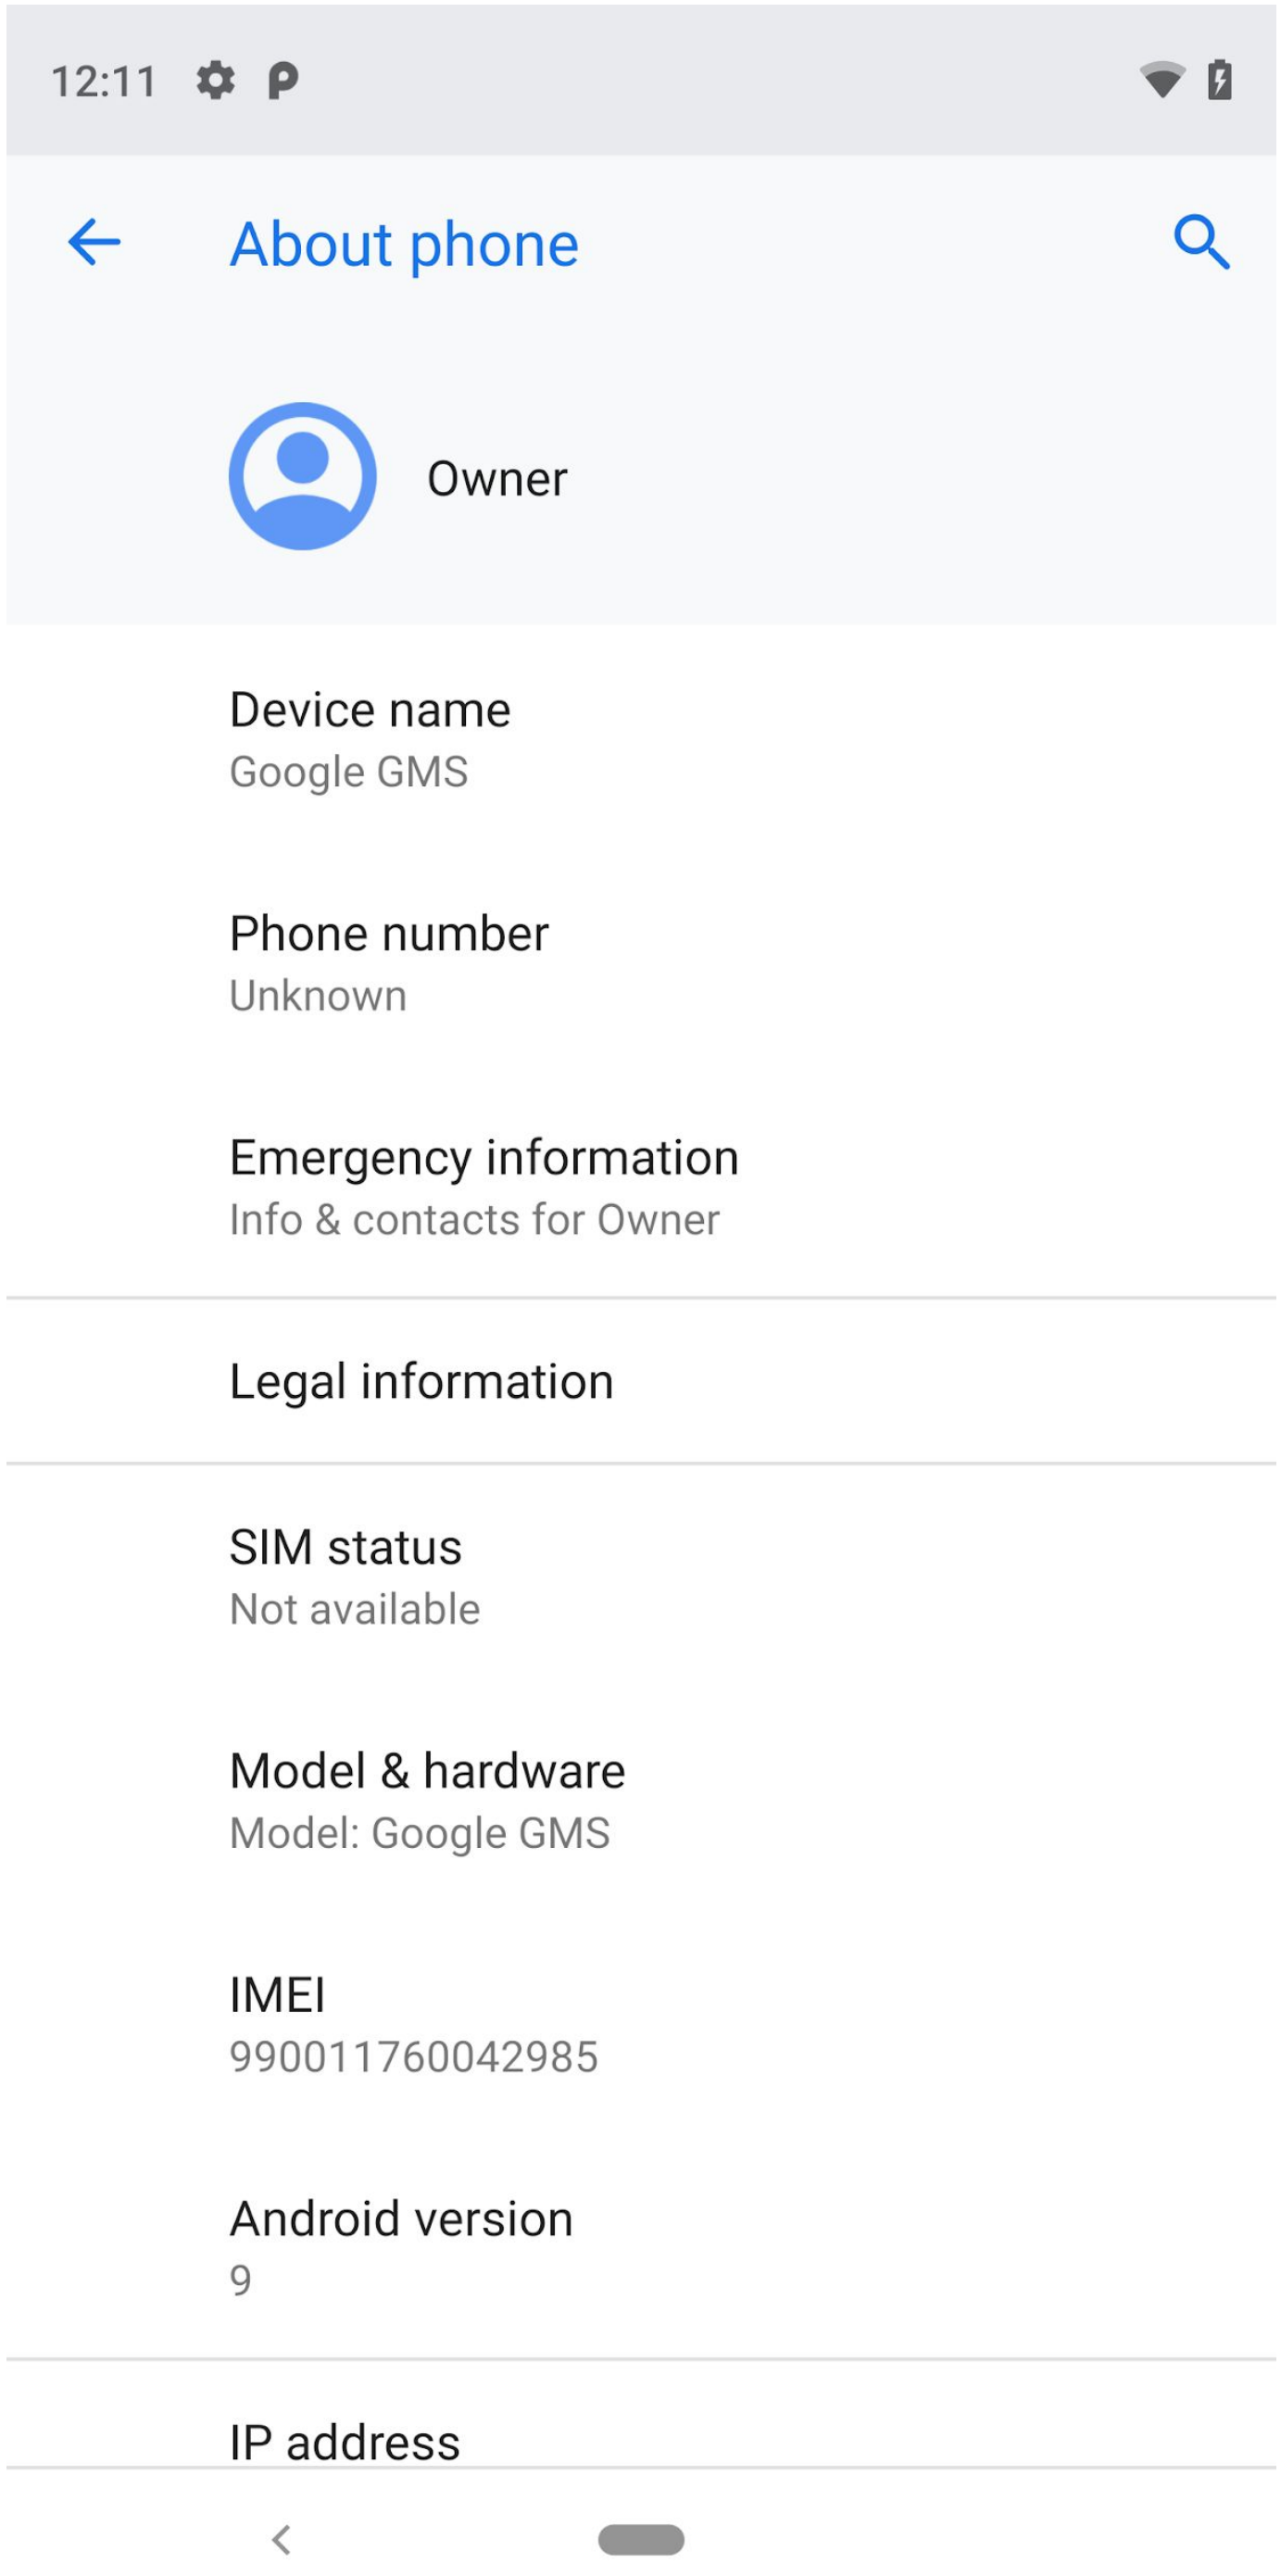 12:11
About phone
Owner
Device name
Google GMS
Phone number
Unknown
Emergency information
Info & contacts for Owner
Legal information
SIM status
Not available
Model & hardware
Model: Google GMS
IMEI
990011760042985
Android version
9
IP address